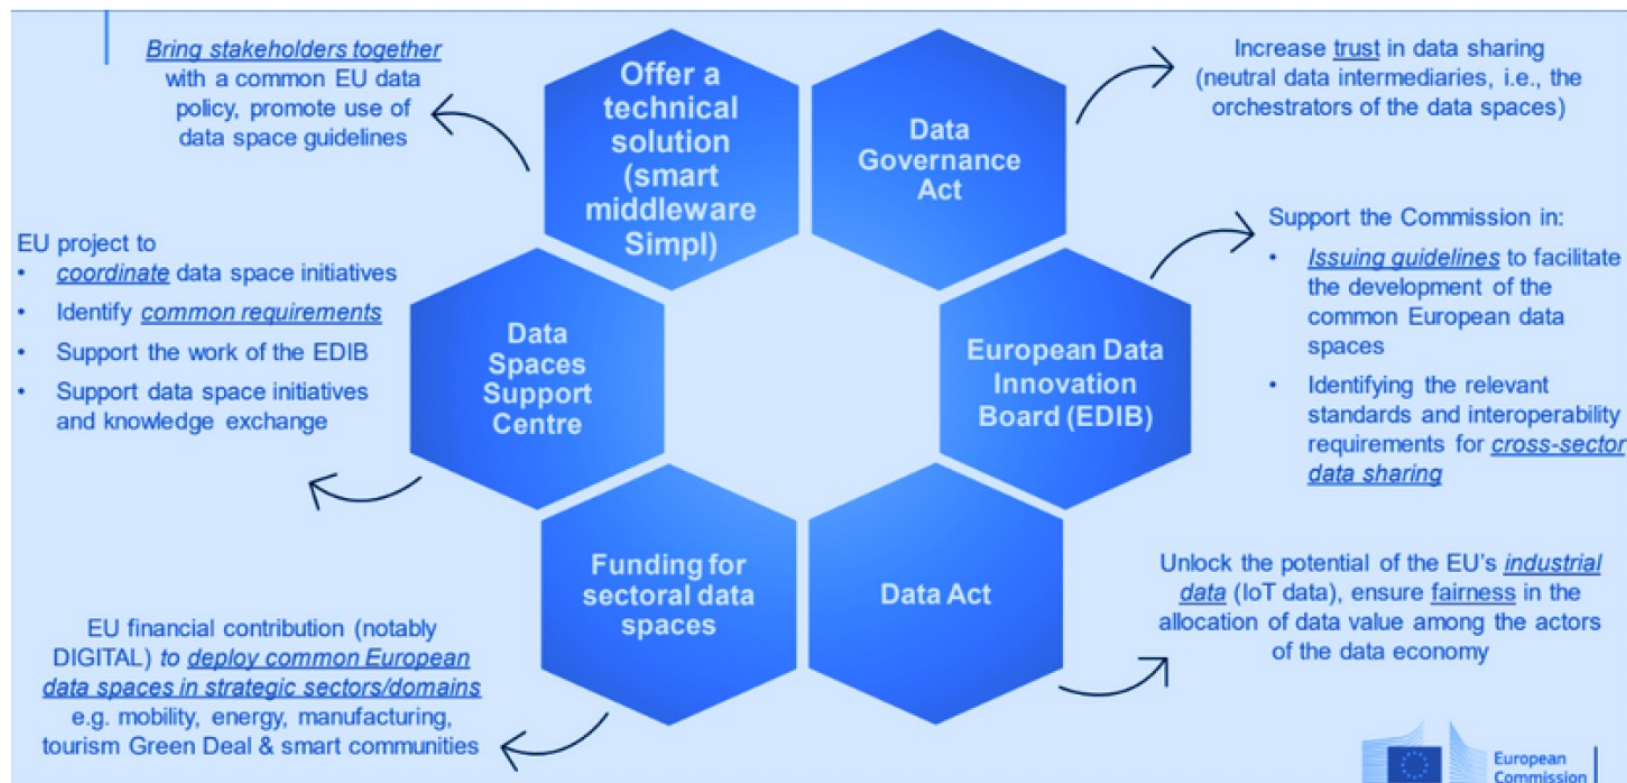 Bring stakeholders together
with a common EU data
policy, promote use of
data space guidelines
Offer a
technical
solution
(smart
middleware
Simpl)
Data
Governance
Act
Increase trust in data sharing
(neutral data intermediaries, i.e., the
orchestrators of the data spaces)
EU project to
• coordinate data space initiatives
• Identify common requirements
• Support the work of the EDIB
• Support data space initiatives
and knowledge exchange
Data
Spaces
Support
Centre
European Data
Innovation
Board (EDIB)
Support the Commission in:
• Issuing guidelines to facilitate
the development of the
common European data
spaces
• Identifying the relevant
standards and interoperability
requirements for cross-sector
data sharing
EU financial contribution (notably
DIGITAL) to deploy common European
data spaces in strategic sectors/domains
e.g. mobility, energy, manufacturing,
tourism Green Deal & smart communities
Funding for
sectoral data
spaces
Data Act
Unlock the potential of the EU's industrial
data (IoT data), ensure fairness in the
allocation of data value among the actors
of the data economy
European
Commission